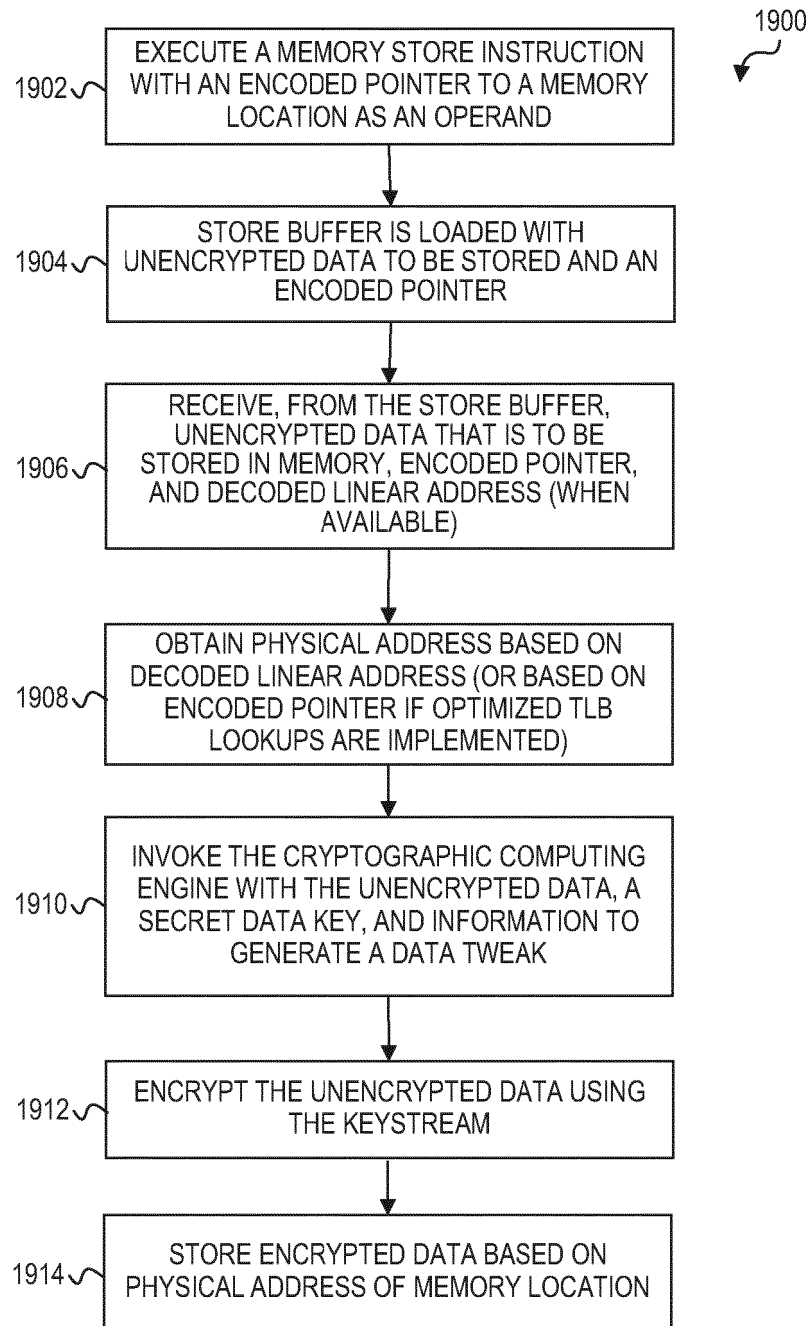 1900
1902
EXECUTE A MEMORY STORE INSTRUCTION
WITH AN ENCODED POINTER TO A MEMORY
LOCATION AS AN OPERAND
1904
STORE BUFFER IS LOADED WITH
UNENCRYPTED DATA TO BE STORED AND AN
ENCODED POINTER
1906
RECEIVE, FROM THE STORE BUFFER,
UNENCRYPTED DATA THAT IS TO BE
STORED IN MEMORY, ENCODED POINTER,
AND DECODED LINEAR ADDRESS (WHEN
AVAILABLE)
1908
OBTAIN PHYSICAL ADDRESS BASED ON
DECODED LINEAR ADDRESS (OR BASED ON
ENCODED POINTER IF OPTIMIZED TLB
LOOKUPS ARE IMPLEMENTED)
1910
INVOKE THE CRYPTOGRAPHIC COMPUTING
ENGINE WITH THE UNENCRYPTED DATA, A
SECRET DATA KEY, AND INFORMATION TO
GENERATE A DATA TWEAK
1912
ENCRYPT THE UNENCRYPTED DATA USING
THE KEYSTREAM
1914
STORE ENCRYPTED DATA BASED ON
PHYSICAL ADDRESS OF MEMORY LOCATION